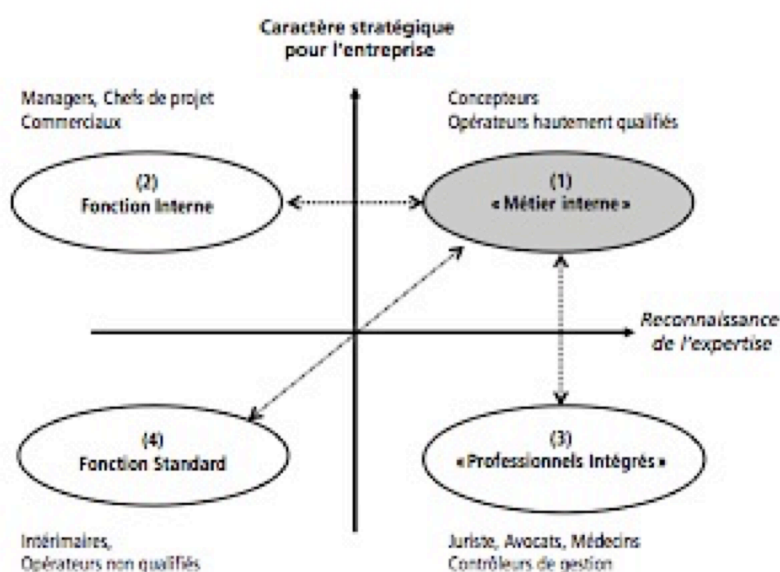 Caractère stratégique
pour l'entreprise
Managers, Chefs de projet
Commerciaux
Concepteurs
Opérateurs hautement qualifiés
(2)
Fonction Interne
(1)
« Métier interne »
Reconnaissance
de l'expertise
(4)
Fonction Standard
(3)
« Professionnels Intégrés »
Intérimaires,
Opérateurs non qualifiés
Juriste, Avocats, Médecins
Contrôleurs de gestion